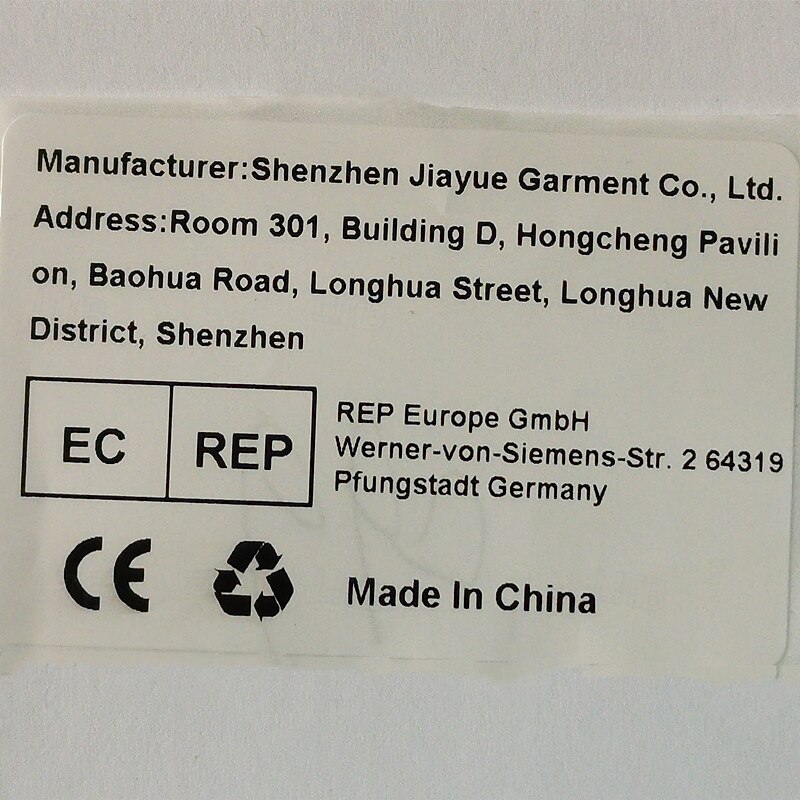 Manufacturer:Shenzhen Jiayue Garment Co., Ltd.
Address:Room 301, Building D, Hongcheng Pavili
on, Baohua Road, Longhua Street, Longhua New
District, Shenzhen
EC REP
REP Europe GmbH
Werner-von-Siemens-Str. 2 64319
Pfungstadt Germany
CE
Made In China